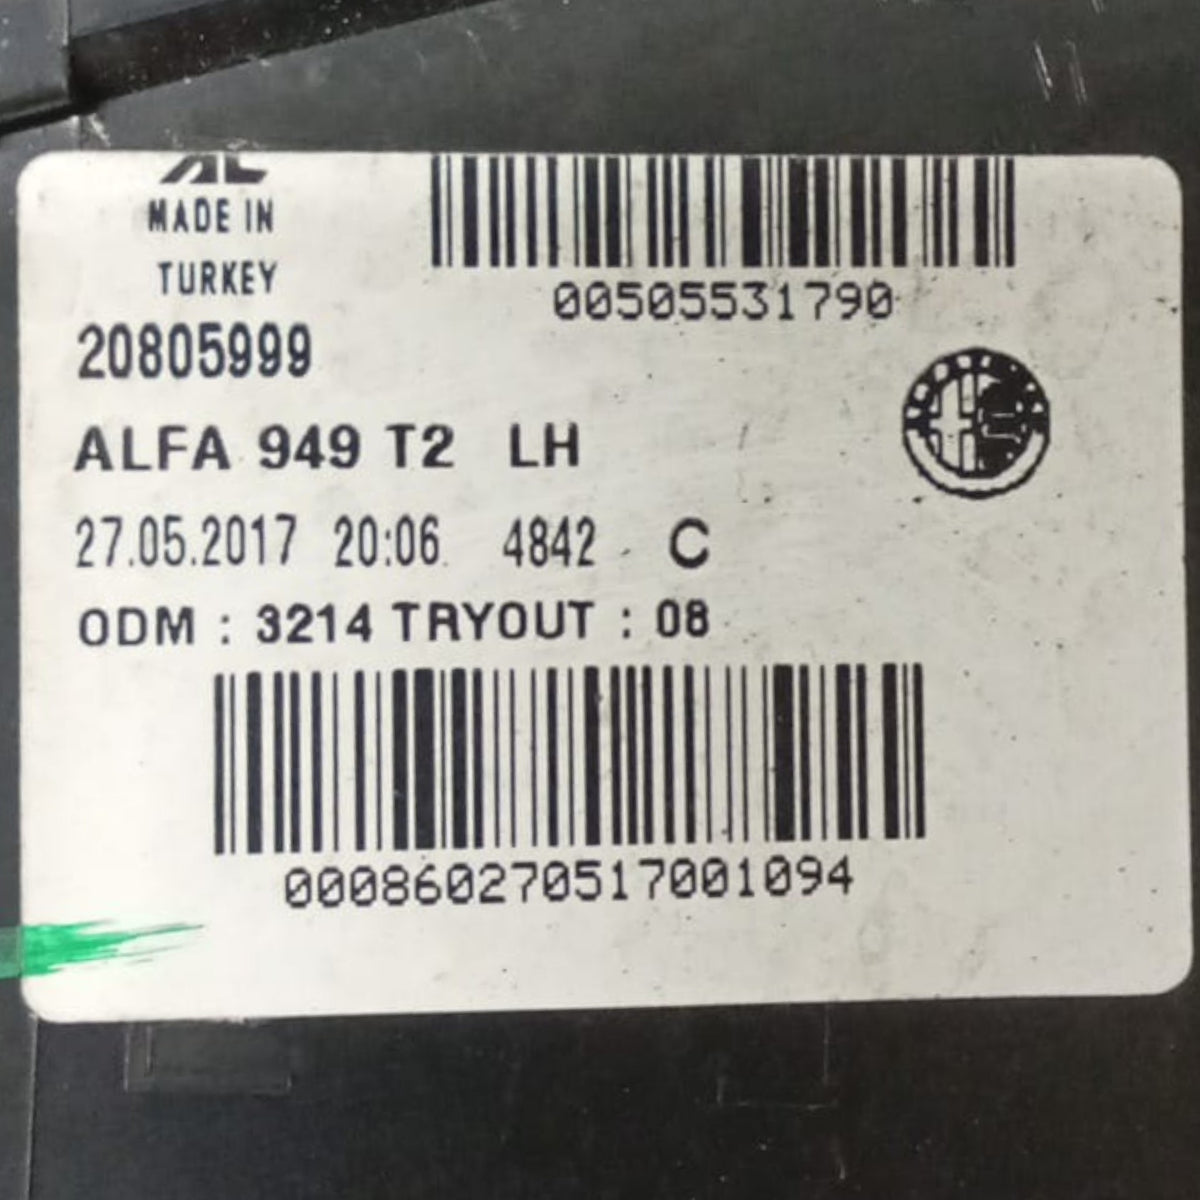 AL
MADE IN
TURKEY
00505531790
20805999
ALFA 949 T2 LH
27.05.2017 20:06 4842 C
ODM : 3214 TRYOUT : 08
000860270517001094